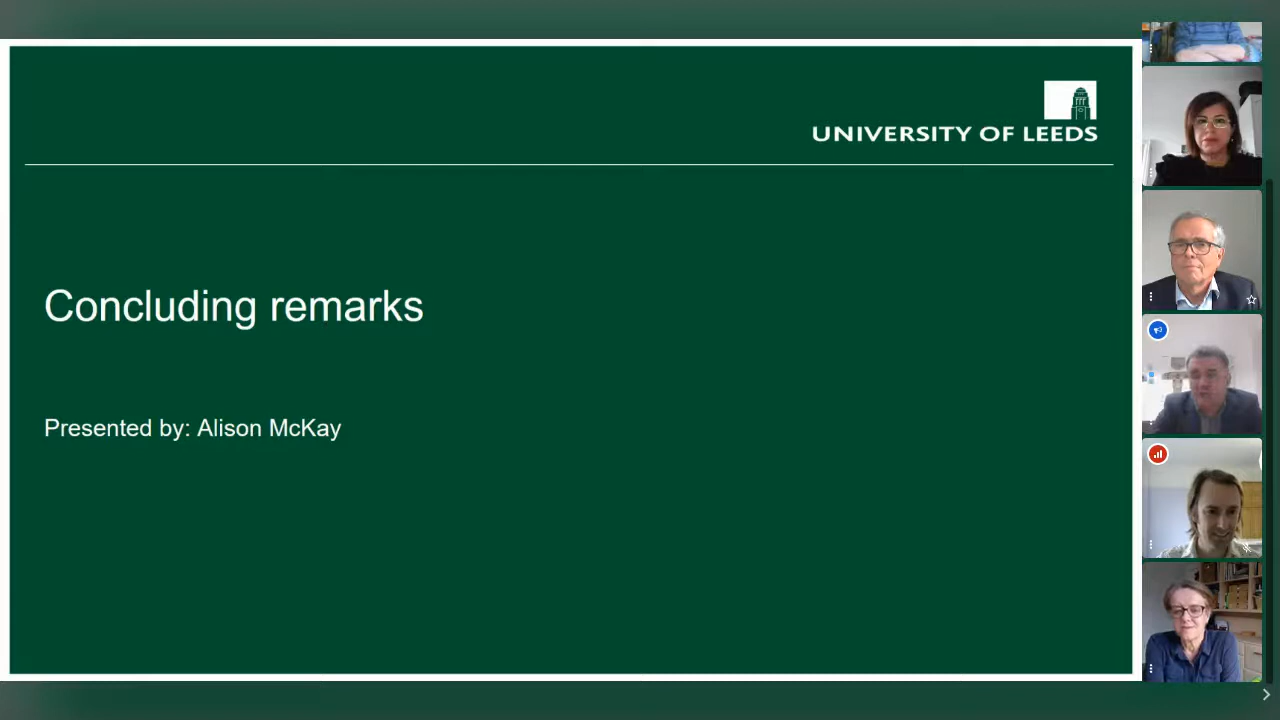 UNIVERSITY OF LEEDS
Concluding remarks
Presented by: Alison McKay